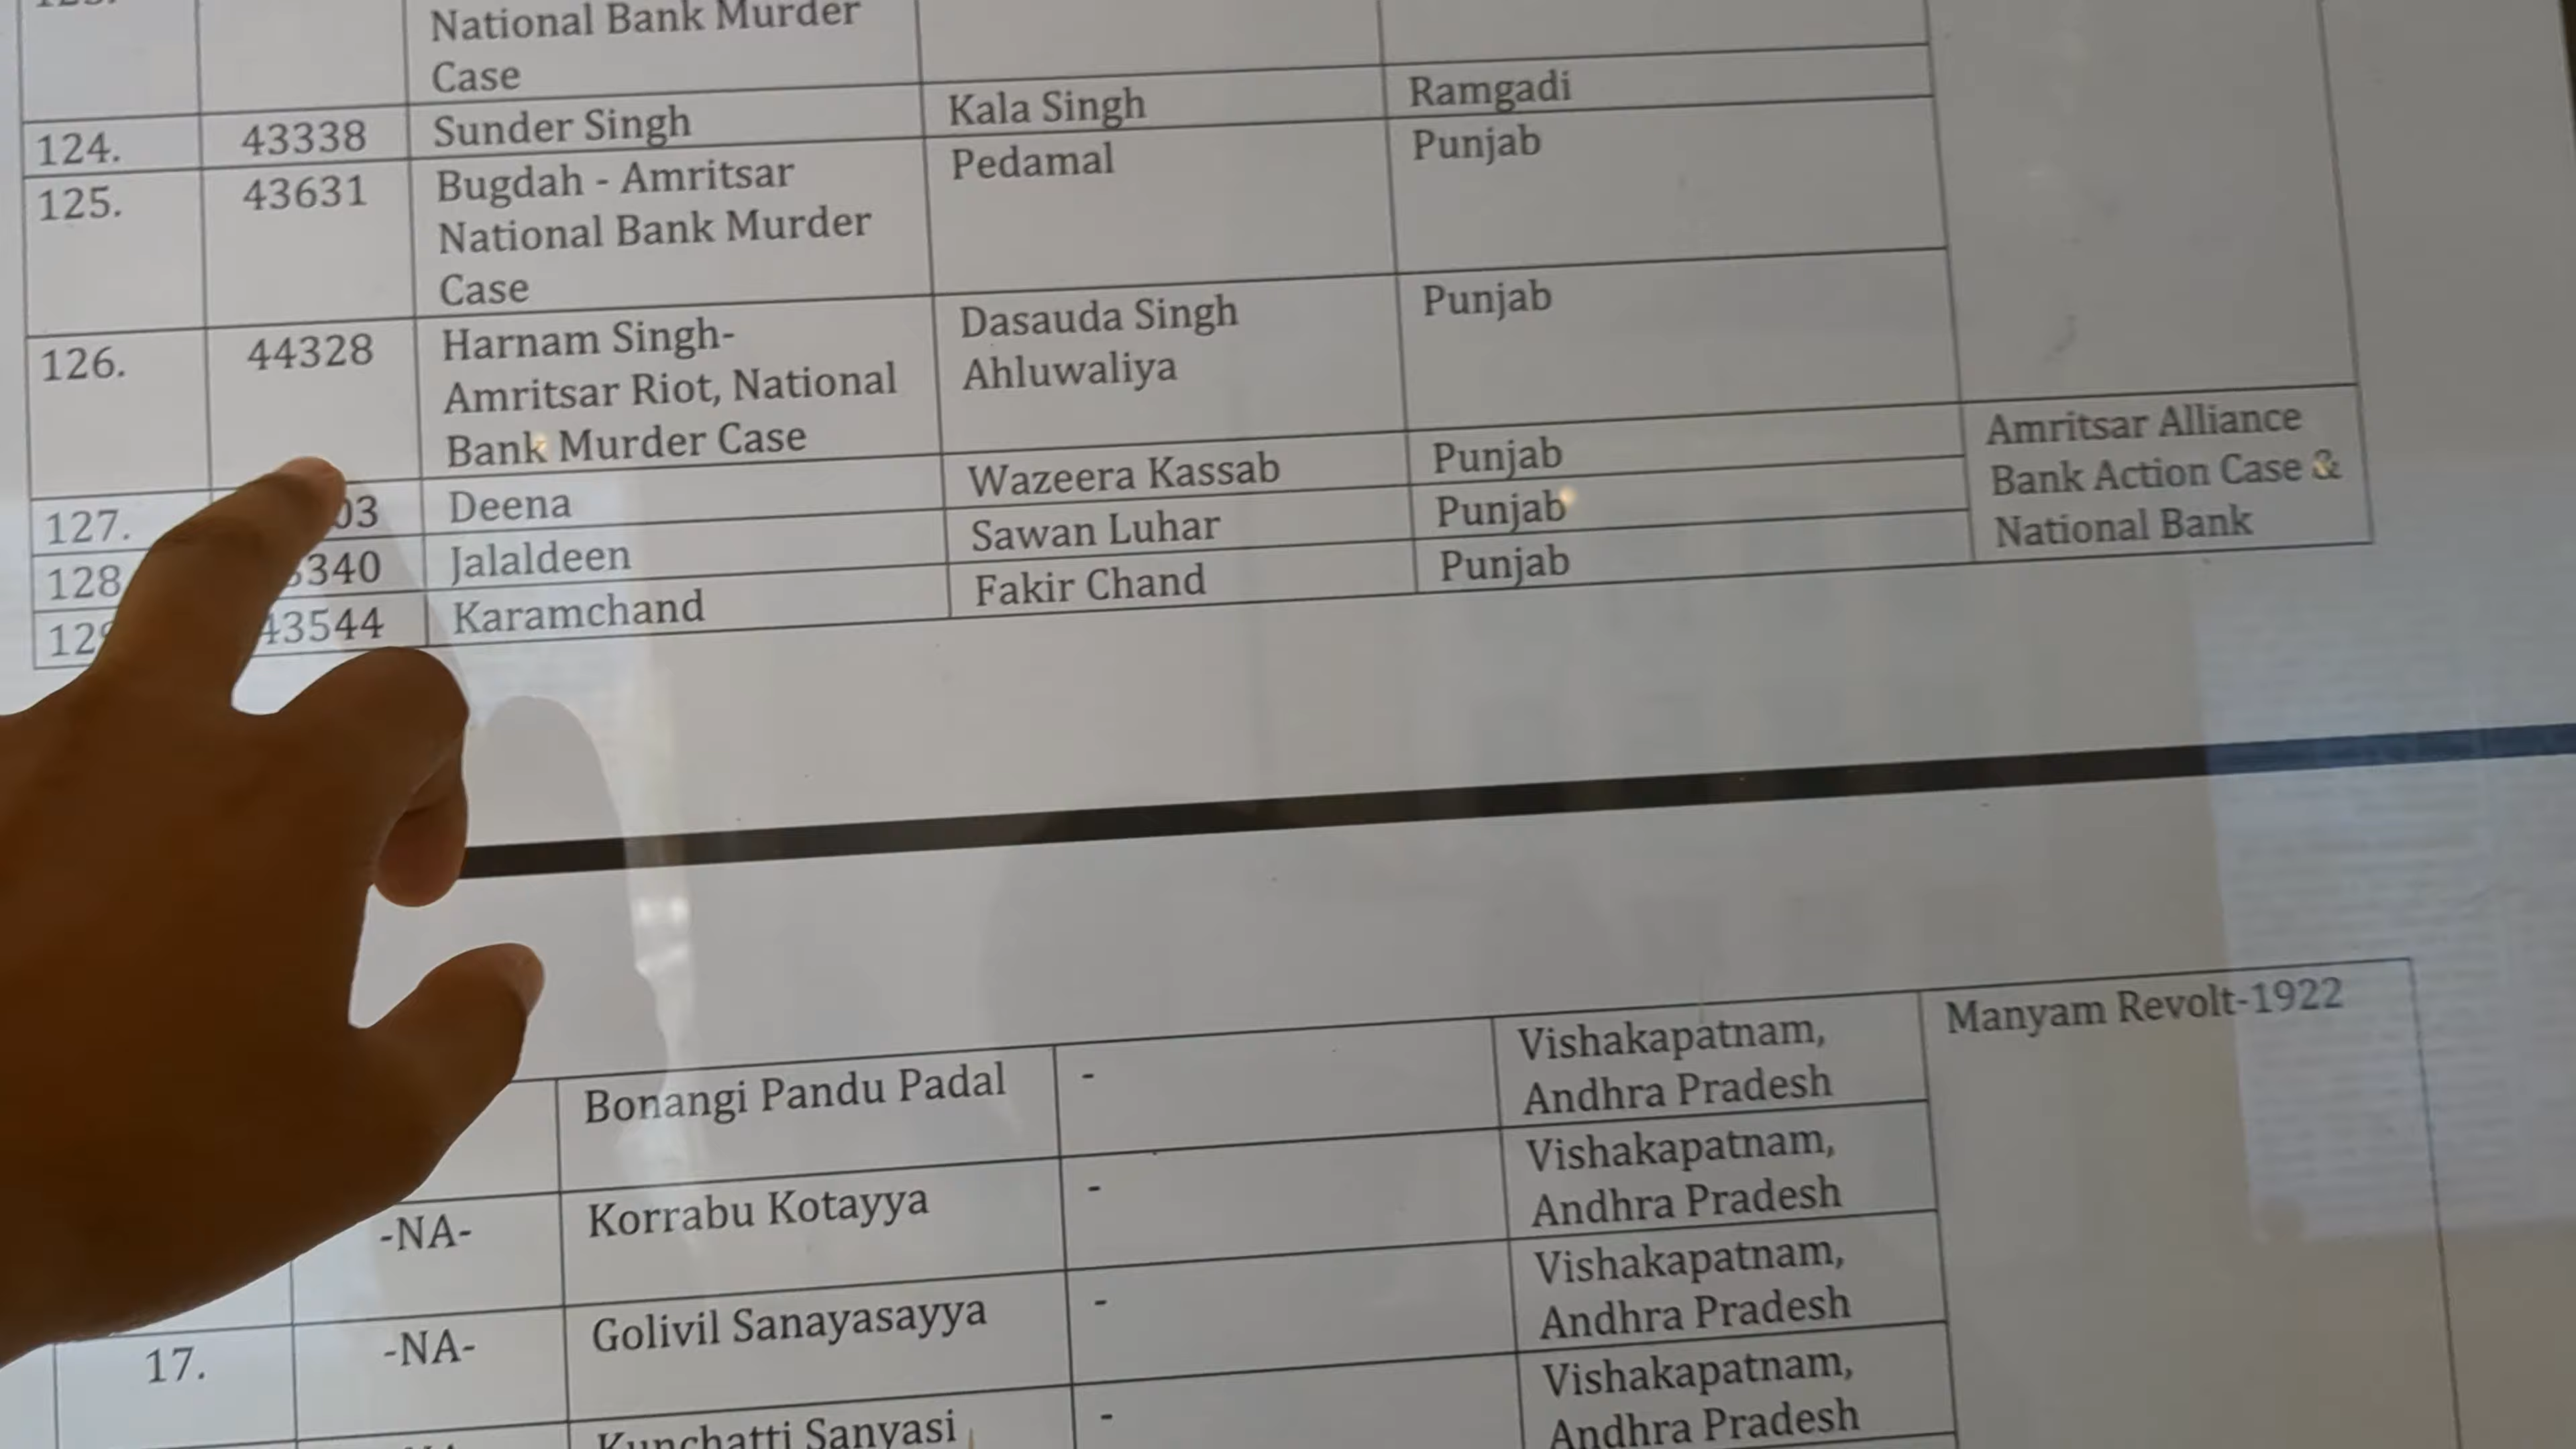 National Bank Murder
Case
124. 43338 Sunder Singh Kala Singh Ramgadi
125. 43631 Bugdah - Amritsar Pedamal Punjab
National Bank Murder
Case
126. 44328 Harnam Singh- Dasauda Singh Punjab
Amritsar Riot, National Ahluwaliya
Bank Murder Case
127. 03 Deena Wazeera Kassab Punjab Amritsar Alliance
128 340 Jalaldeen Sawan Luhar Punjab Bank Action Case &
43544 Karamchand Fakir Chand Punjab National Bank
Bonangi Pandu Padal - Vishakapatnam, Manyam Revolt-1922
Andhra Pradesh
-NA- Korrabu Kotayya - Vishakapatnam,
Andhra Pradesh
17. -NA- Golivil Sanayasayya - Vishakapatnam,
Andhra Pradesh
Kunchatti Sanyasi - Vishakapatnam,
Andhra Pradesh